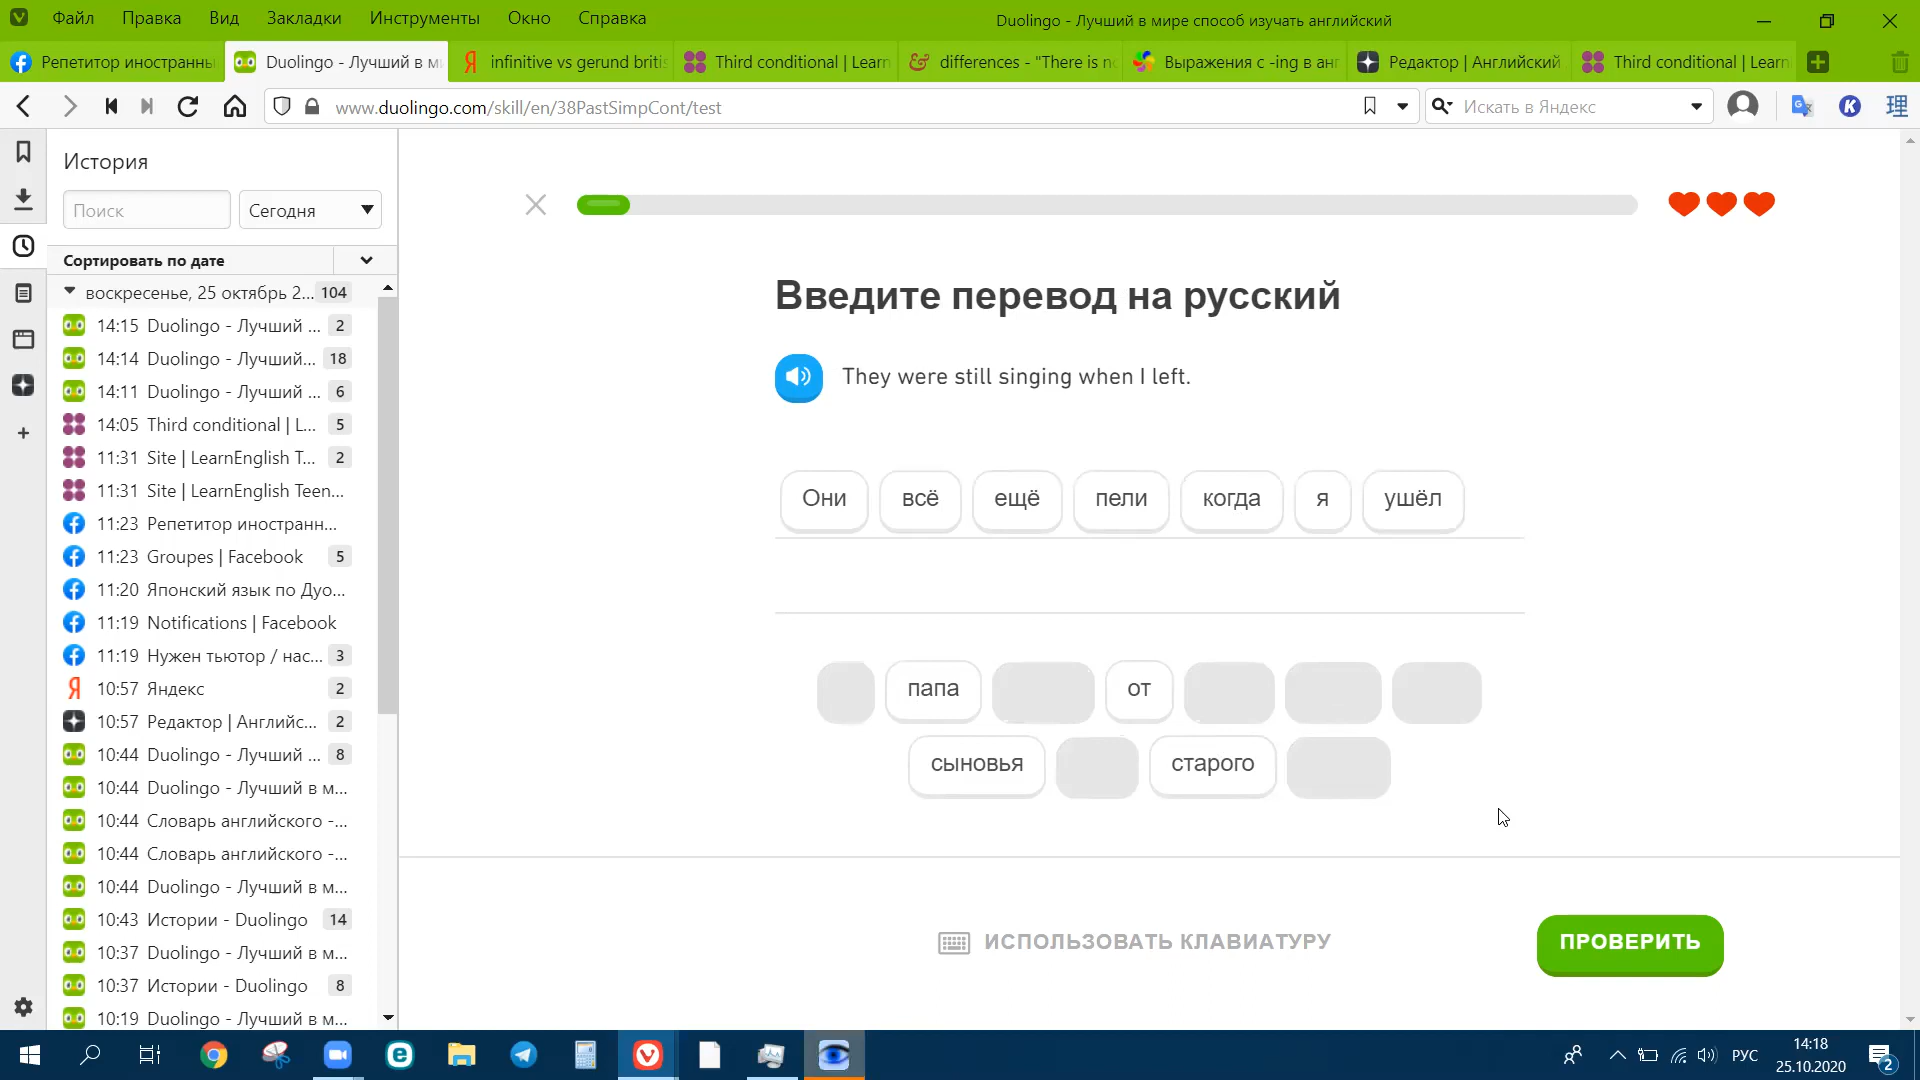 Файл Правка Вид Закладки Инструменты Окно Справка
Duolingo - Лучший в мире способ изучать английский
Репетитор иностранны
Duolingo - Лучший в м
infinitive vs gerund britis
Third conditional | Learn
differences - "There is no
Выражения с -ing в анг
Редактор | Английский
Third conditional | Learn
www.duolingo.com/skill/en/38PastSimpCont/test
Искать в Яндекс
История
Поиск
Сегодня
Сортировать по дате
воскресенье, 25 октябрь 2... 104
14:15 Duolingo - Лучший ... 2
14:14 Duolingo - Лучший... 18
14:11 Duolingo - Лучший ... 6
14:05 Third conditional | L... 5
11:31 Site | LearnEnglish T... 2
11:31 Site | LearnEnglish Teen...
11:23 Репетитор иностранн...
11:23 Groupes | Facebook 5
11:20 Японский язык по Дуо...
11:19 Notifications | Facebook
11:19 Нужен тьютор / нас... 3
10:57 Яндекс 2
10:57 Редактор | Английс... 2
10:44 Duolingo - Лучший ... 8
10:44 Duolingo - Лучший в м...
10:44 Словарь английского -...
10:44 Словарь английского -...
10:44 Duolingo - Лучший в м...
10:43 Истории - Duolingo 14
10:37 Duolingo - Лучший в м...
10:37 Истории - Duolingo 8
10:19 Duolingo - Лучший в м...
Введите перевод на русский
They were still singing when I left.
Они всё ещё пели когда я ушёл
папа от
сыновья старого
ИСПОЛЬЗОВАТЬ КЛАВИАТУРУ
ПРОВЕРИТЬ
РУС
14:18
25.10.2020
2